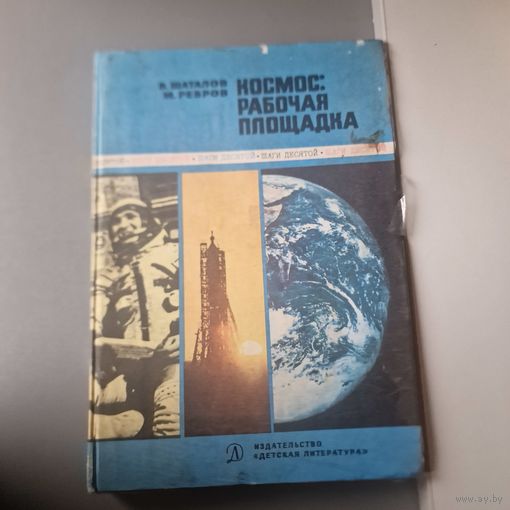 В. ШАТАЛОВ
М. РЕБРОВ
КОСМОС:
РАБОЧАЯ
ПЛОЩАДКА
· ШАГИ ДЕСЯТОЙ · ШАГИ ДЕСЯТОЙ ·
ИЗДАТЕЛЬСТВО
«ДЕТСКАЯ ЛИТЕРАТУРА»
www.ay.by